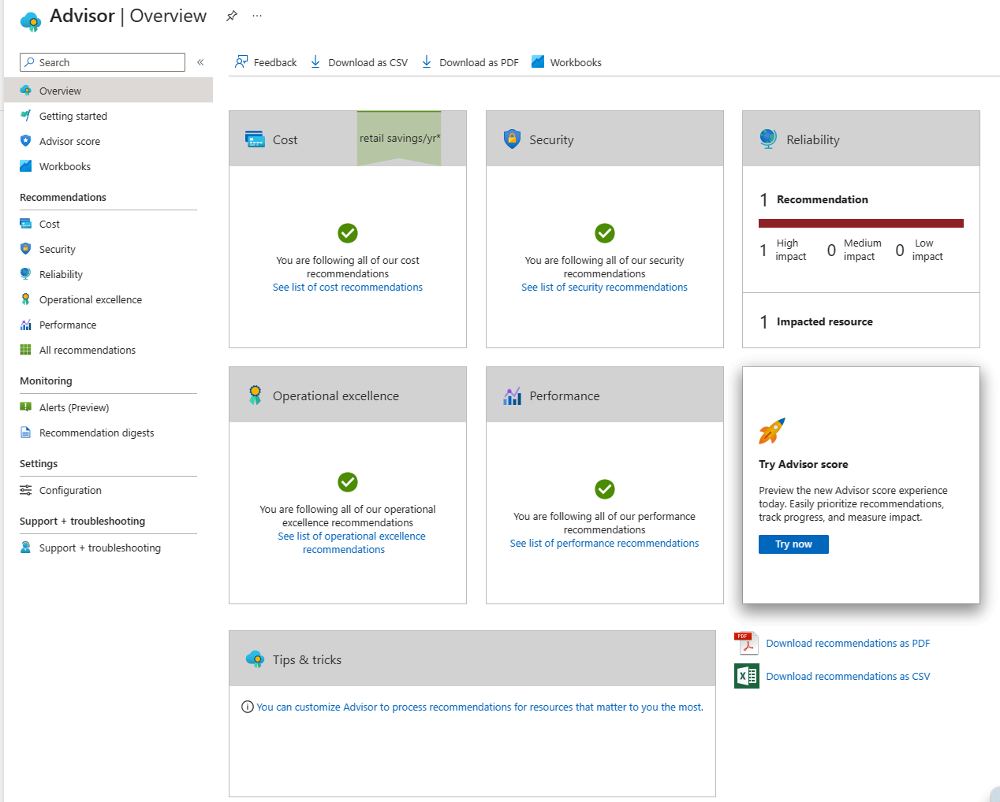 Advisor | Overview
Search
Feedback
Download as CSV
Download as PDF
Workbooks
Overview
Getting started
Advisor score
Workbooks
Recommendations
Cost
Security
Reliability
Operational excellence
Performance
All recommendations
Monitoring
Alerts (Preview)
Recommendation digests
Settings
Configuration
Support + troubleshooting
Support + troubleshooting
Cost
retail savings/yr*
You are following all of our cost
recommendations
See list of cost recommendations
Security
You are following all of our security
recommendations
See list of security recommendations
Reliability
1 Recommendation
1 High
impact
0 Medium
impact
0 Low
impact
1 Impacted resource
Operational excellence
You are following all of our operational
excellence recommendations
See list of operational excellence
recommendations
Performance
You are following all of our performance
recommendations
See list of performance recommendations
Try Advisor score
Preview the new Advisor score experience
today. Easily prioritize recommendations,
track progress, and measure impact.
Try now
Tips & tricks
You can customize Advisor to process recommendations for resources that matter to you the most.
PDF
Download recommendations as PDF
Download recommendations as CSV